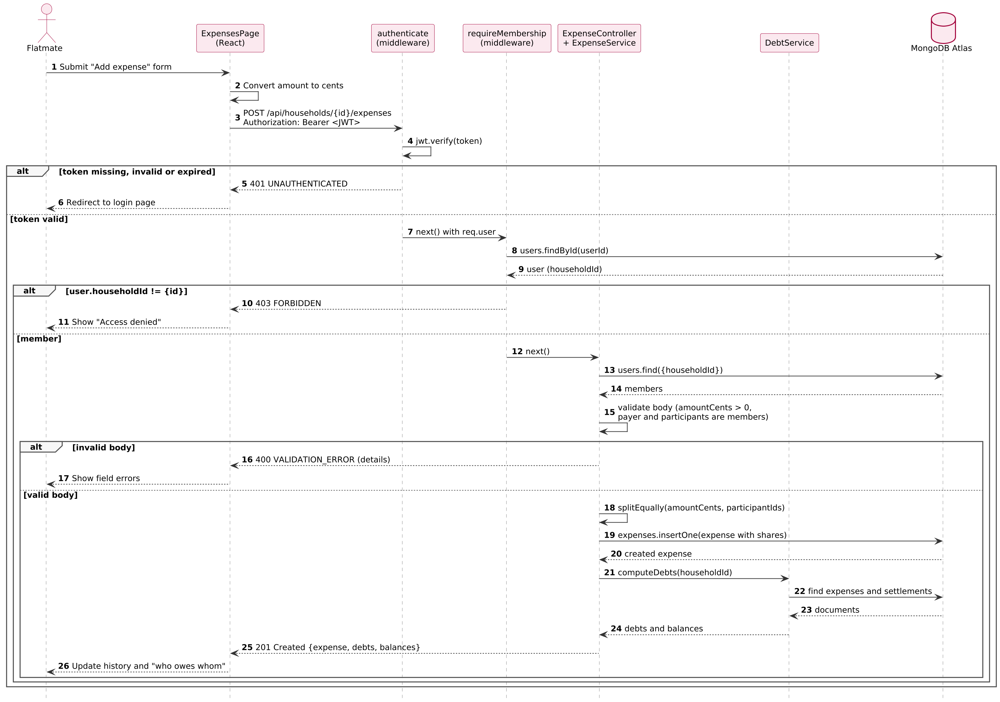 Flatmate
ExpensesPage
(React)
authenticate
(middleware)
requireMembership
(middleware)
ExpenseController
+ ExpenseService
DebtService
MongoDB Atlas
1 Submit "Add expense" form
2 Convert amount to cents
3 POST /api/households/{id}/expenses
Authorization: Bearer <JWT>
4 jwt.verify(token)
alt [token missing, invalid or expired]
5 401 UNAUTHENTICATED
6 Redirect to login page
[token valid]
7 next() with req.user
8 users.findById(userId)
9 user (householdId)
alt [user.householdId != {id}]
10 403 FORBIDDEN
11 Show "Access denied"
[member]
12 next()
13 users.find({householdId})
14 members
15 validate body (amountCents > 0,
payer and participants are members)
alt [invalid body]
16 400 VALIDATION_ERROR (details)
17 Show field errors
[valid body]
18 splitEqually(amountCents, participantIds)
19 expenses.insertOne(expense with shares)
20 created expense
21 computeDebts(householdId)
22 find expenses and settlements
23 documents
24 debts and balances
25 201 Created {expense, debts, balances}
26 Update history and "who owes whom"